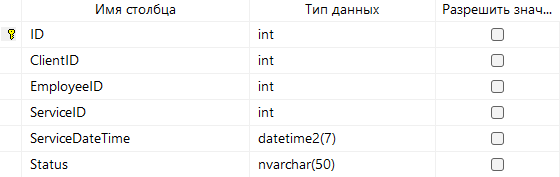 Имя столбца Тип данных Разрешить знач...
ID int
ClientID int
EmployeeID int
ServiceID int
ServiceDateTime datetime2(7)
Status nvarchar(50)